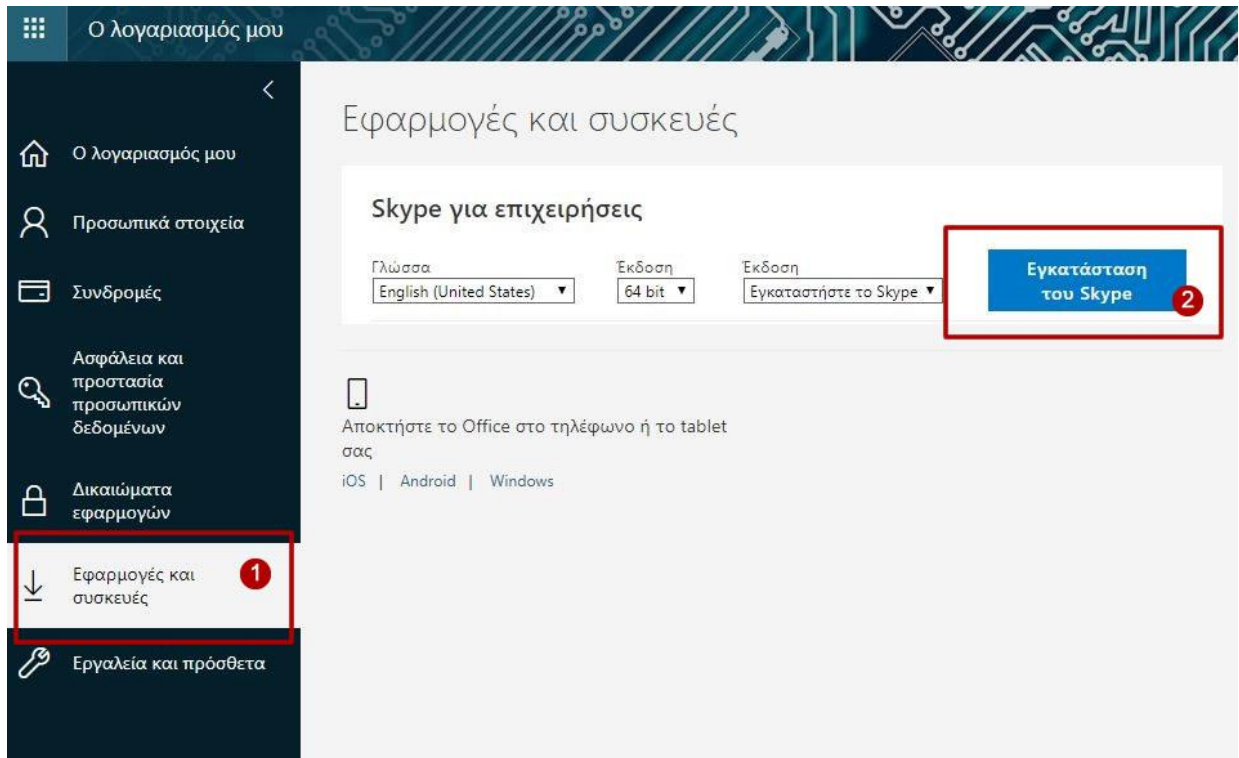 Ο λογαριασμός μου
Ο λογαριασμός μου
Προσωπικά στοιχεία
Συνδρομές
Ασφάλεια και
προστασία
προσωπικών
δεδομένων
Δικαιώματα
εφαρμογών
Εφαρμογές και
συσκευές
1
Εργαλεία και πρόσθετα
Εφαρμογές και συσκευές
Skype για επιχειρήσεις
Γλώσσα
English (United States)
Έκδοση
64 bit
Έκδοση
Εγκαταστήστε το Skype
Εγκατάσταση
του Skype
2
Αποκτήστε το Office στο τηλέφωνο ή το tablet
σας
iOS | Android | Windows